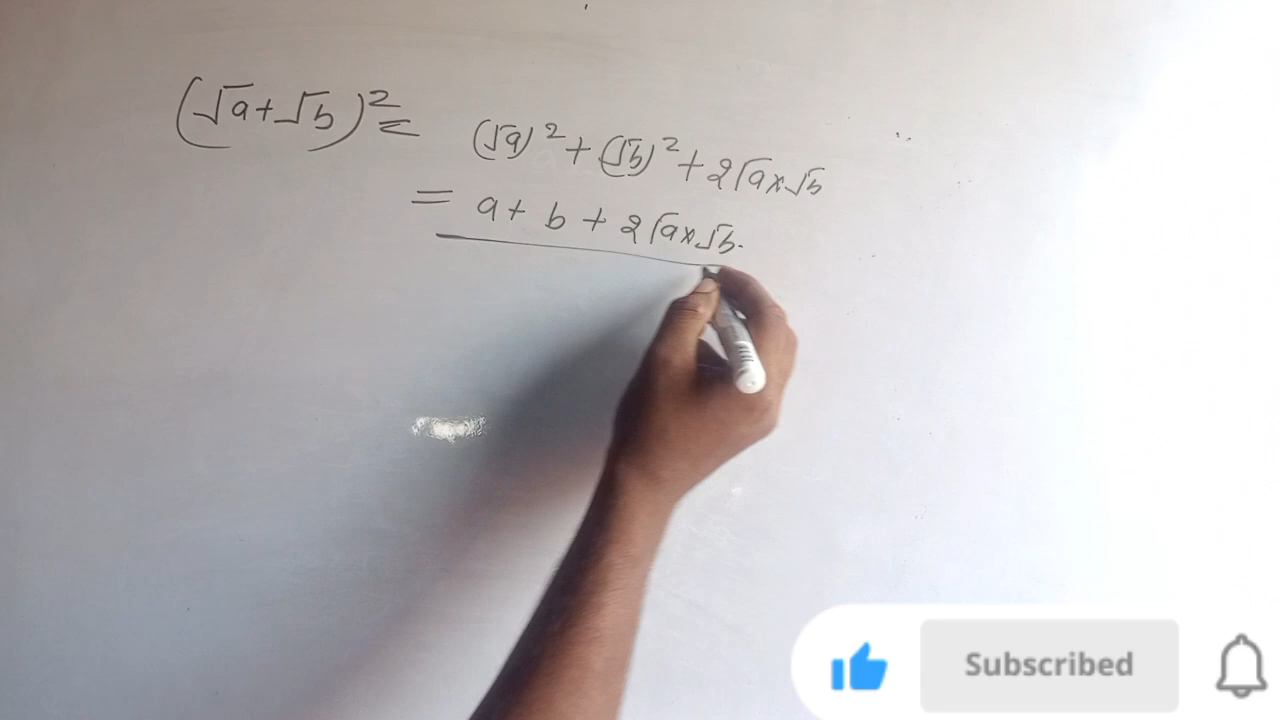 (√a+√b)²=
(√a)²+(√b)²+2√a×√b
= a+ b +2√a×√b.
Subscribed